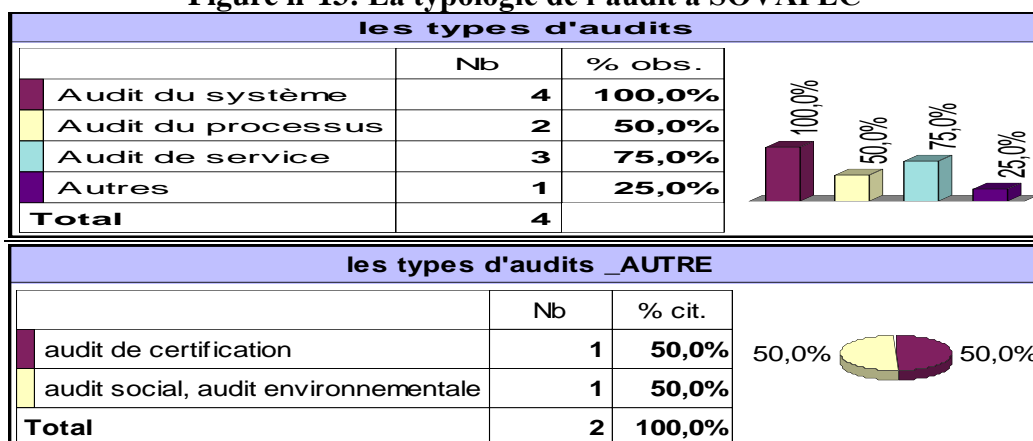 Figure n°13: La typologie de l'audit à SOVAPEC
les types d'audits
Nb % obs.
Audit du système 4 100,0%
Audit du processus 2 50,0%
Audit de service 3 75,0%
Autres 1 25,0%
Total 4
100,0% 50,0% 75,0% 25,0%
les types d'audits _AUTRE
Nb % cit.
audit de certification 1 50,0%
audit social, audit environnementale 1 50,0%
Total 2 100,0%
50,0% 50,0%